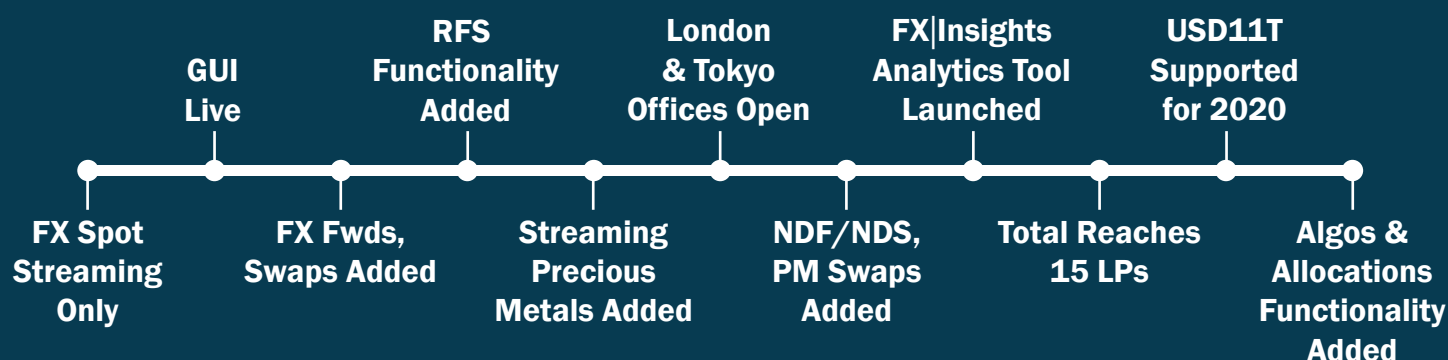 FX Spot
Streaming
Only
GUI
Live
FX Fwds,
Swaps Added
RFS
Functionality
Added
Streaming
Precious
Metals Added
London
& Tokyo
Offices Open
NDF/NDS,
PM Swaps
Added
FX|Insights
Analytics Tool
Launched
Total Reaches
15 LPs
USD11T
Supported
for 2020
Algos &
Allocations
Functionality
Added